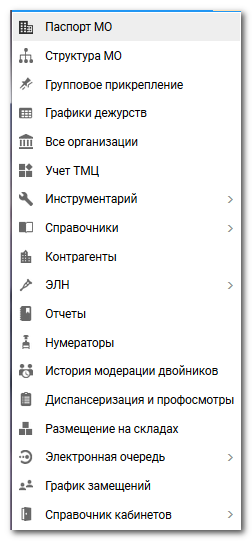 Паспорт МО
Структура МО
Групповое прикрепление
Графики дежурств
Все организации
Учет ТМЦ
Инструментарий
Справочники
Контрагенты
ЭЛН
Отчеты
Нумераторы
История модерации двойников
Диспансеризация и профосмотры
Размещение на складах
Электронная очередь
График замещений
Справочник кабинетов